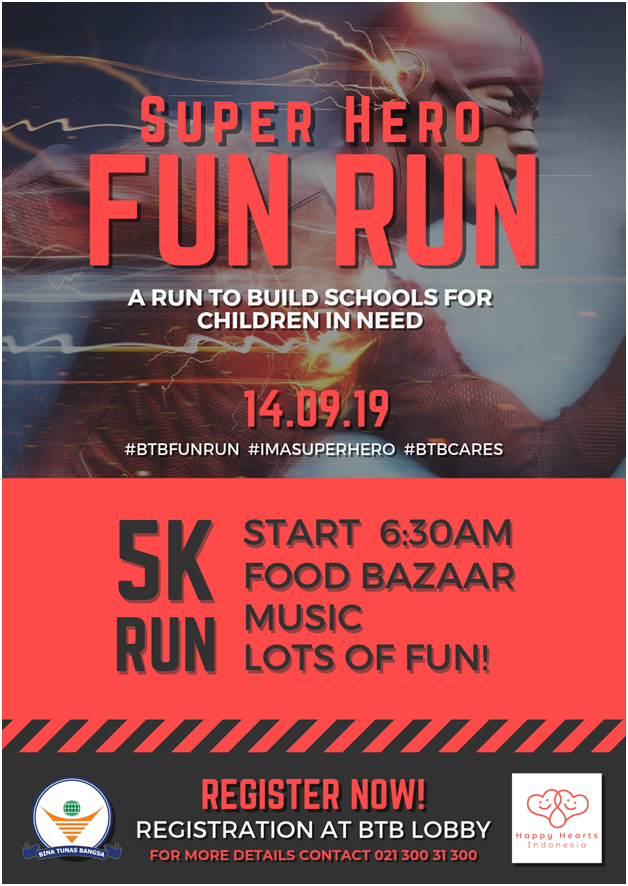 SUPER HERO
FUN RUN
A RUN TO BUILD SCHOOLS FOR
CHILDREN IN NEED
14.09.19
#BTBFUNRUN #IMASUPERHERO #BTBCARES
5K
RUN
START 6:30AM
FOOD BAZAAR
MUSIC
LOTS OF FUN!
REGISTER NOW!
REGISTRATION AT BTB LOBBY
FOR MORE DETAILS CONTACT 021 300 31 300
BINA TUNAS BANGSA
Happy Hearts
Indonesia